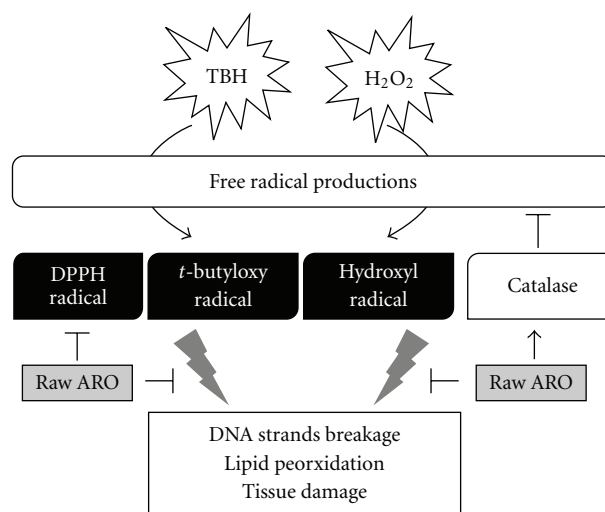 TBH
H₂O₂
Free radical productions
DPPH
radical
t-butyloxy
radical
Hydroxyl
radical
Catalase
Raw ARO
Raw ARO
DNA strands breakage
Lipid peorxidation
Tissue damage